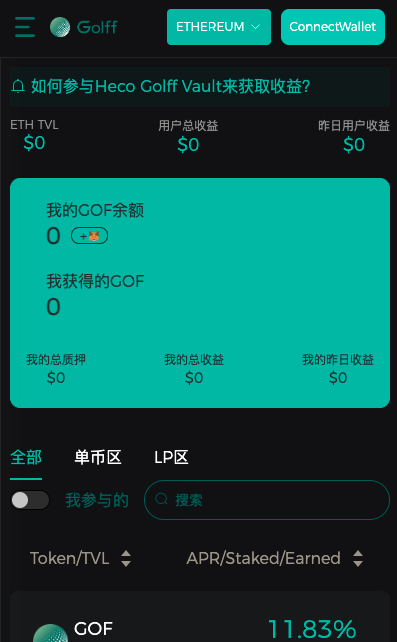 Golff
ETHEREUM
ConnectWallet
如何参与Heco Golff Vault来获取收益?
ETH TVL
用户总收益
昨日用户收益
$0
$0
$0
我的GOF余额
0
+
我获得的GOF
0
我的总质押
我的总收益
我的昨日收益
$0
$0
$0
全部
单币区
LP区
我参与的
搜索
Token/TVL
APR/Staked/Earned
GOF
11.83%